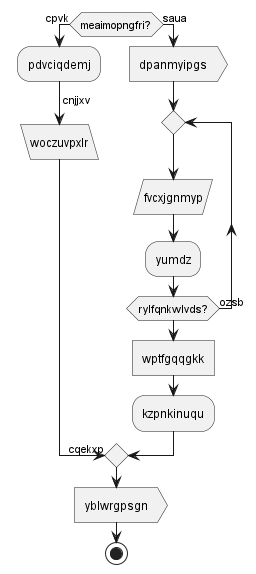 cpvk
meaimopngfri?
saua
pdvciqdemj
dpanmyipgs
cnjjxv
woczuvpxlr
fvcxjgnmyp
yumdz
rylfqnkwlvds?
ozsb
wptfgqqgkk
kzpnkinuqu
cqekxp
yblwrgpsgn